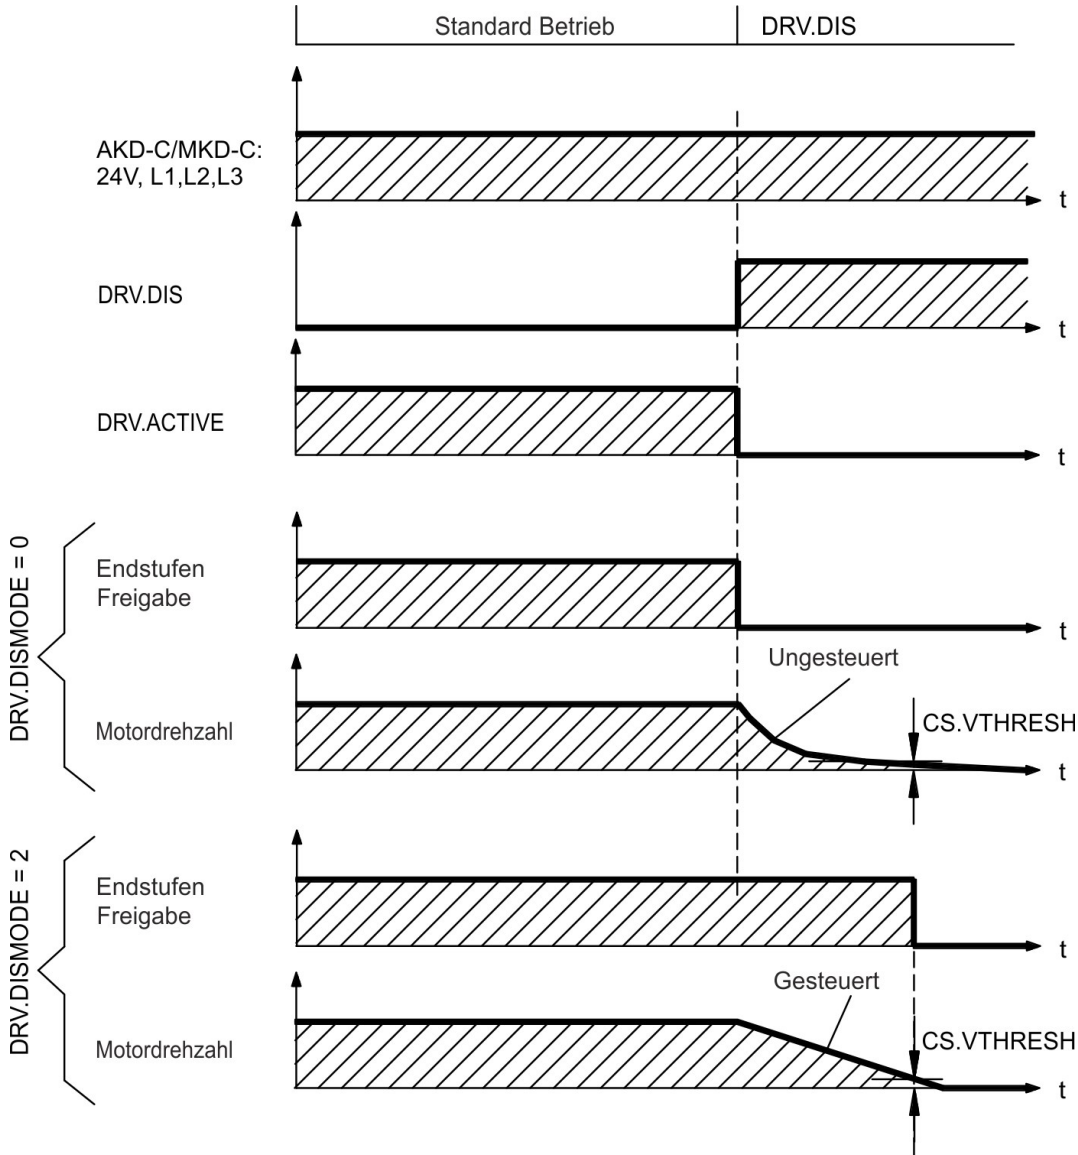 Standard Betrieb
DRV.DIS
AKD-C/MKD-C:
24V, L1,L2,L3
t
DRV.DIS
t
DRV.ACTIVE
t
DRV.DISMODE = 0
Endstufen
Freigabe
t
Ungesteuert
Motordrehzahl
CS.VTHRESH
t
DRV.DISMODE = 2
Endstufen
Freigabe
t
Gesteuert
Motordrehzahl
CS.VTHRESH
t